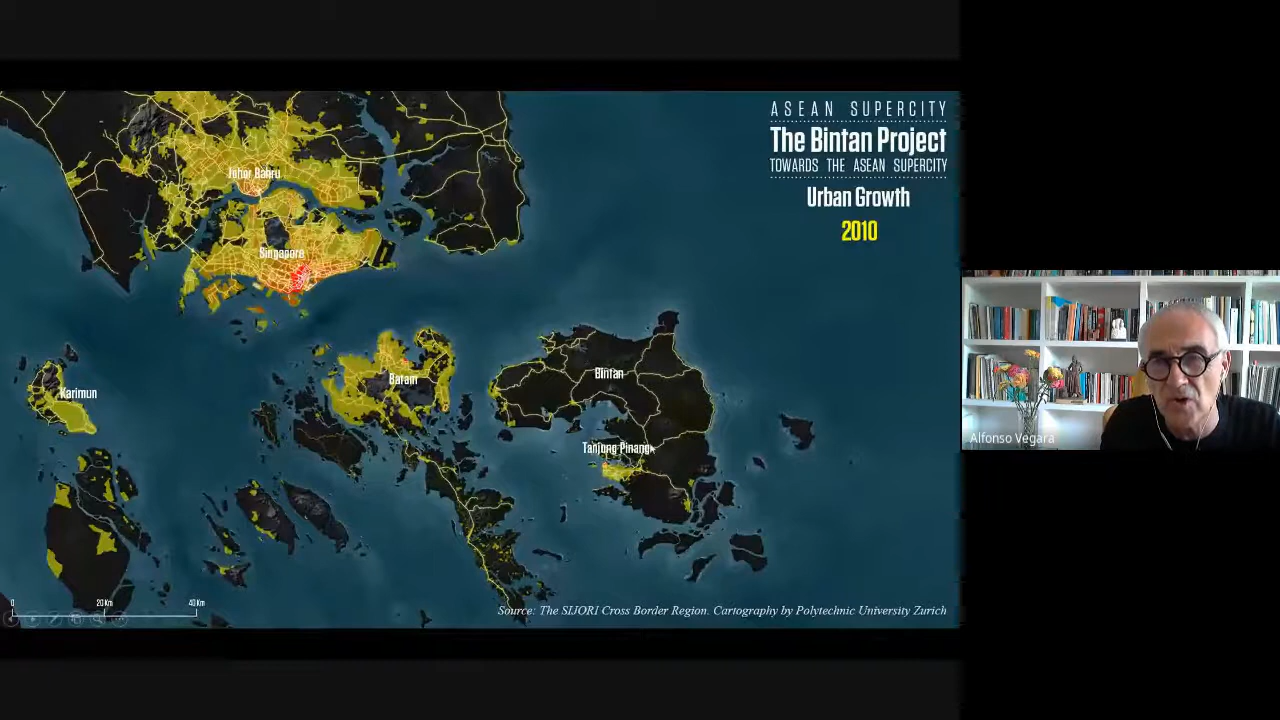 ASEAN SUPERCITY
The Bintan Project
TOWARDS THE ASEAN SUPERCITY
Urban Growth
2010
Johor Bahru
Singapore
Karimun
Batam
Bintan
Tanjung Pinang
Alfonso Vegara
0
20 Km
40 Km
Source: The SIJORI Cross Border Region. Cartography by Polytechnic University Zurich